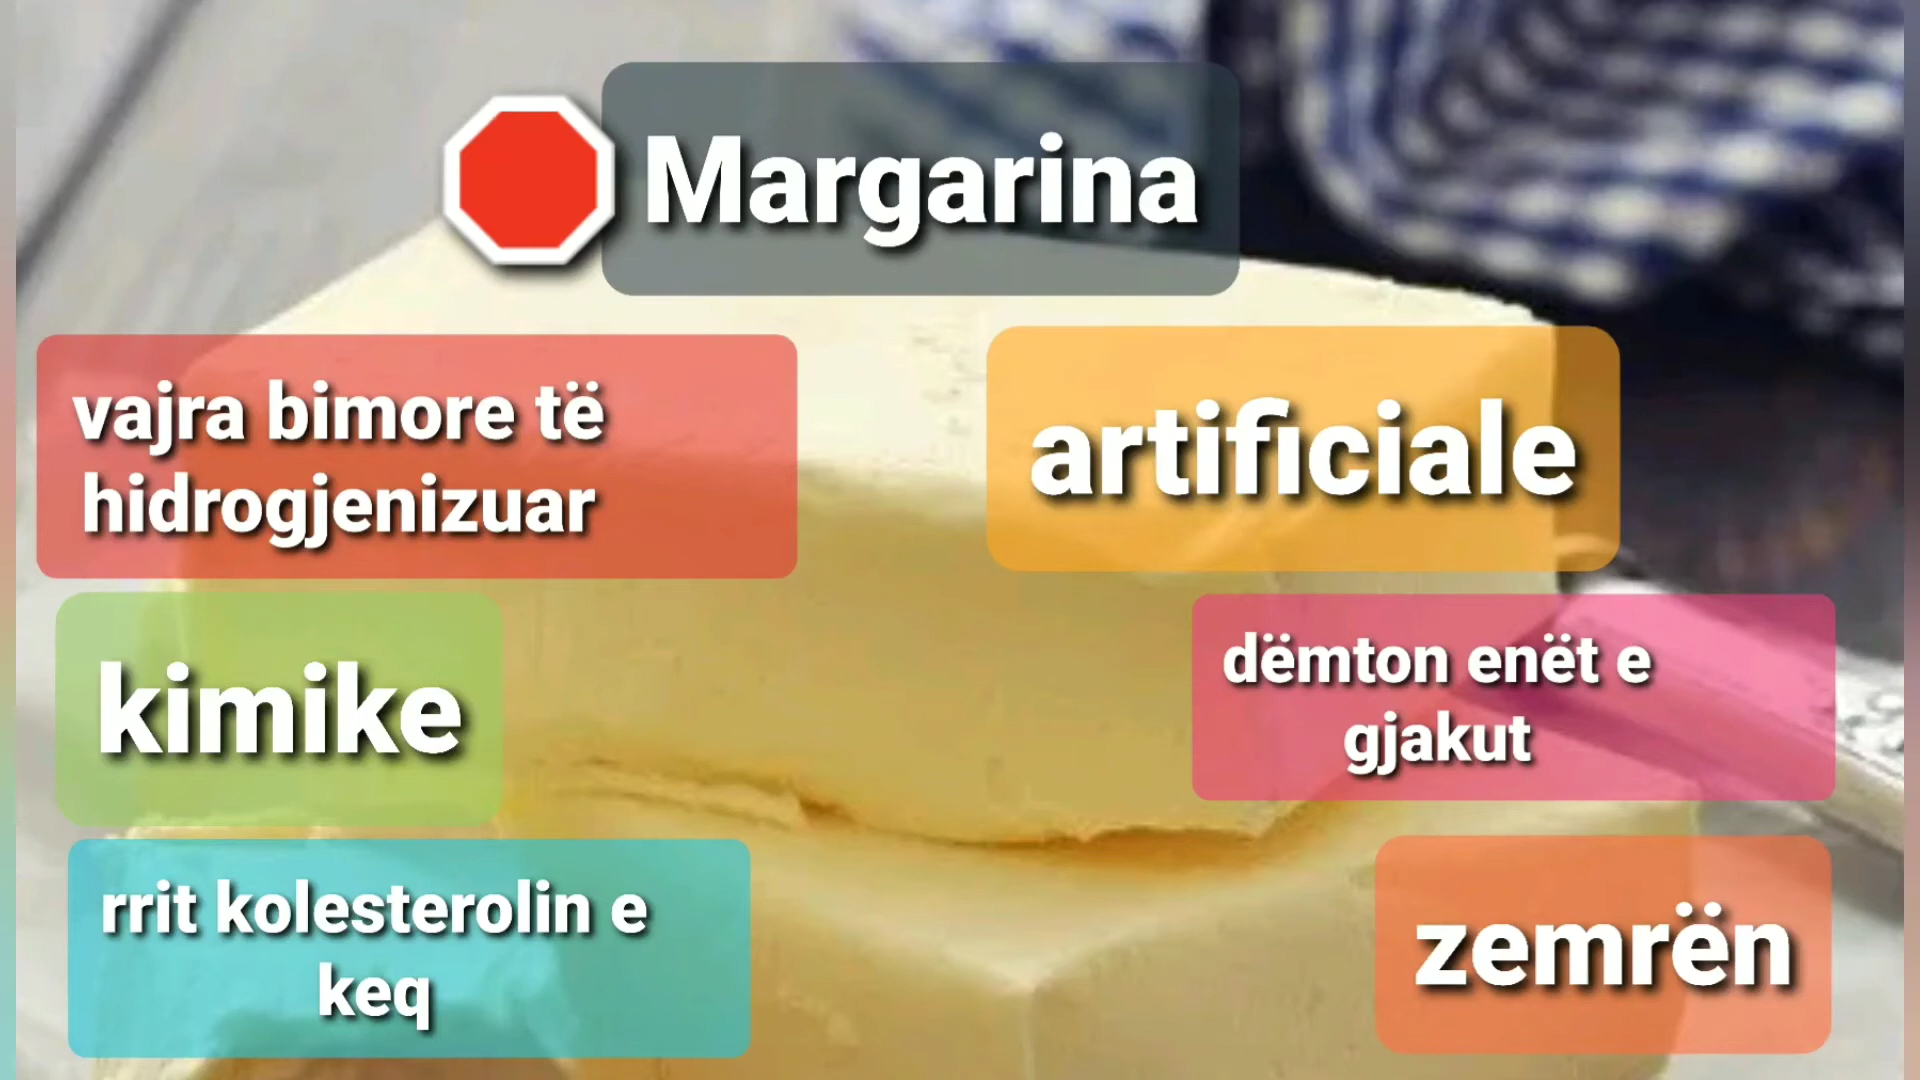 Margarina
vajra bimore të
hidrogjenizuar
artificiale
kimike
dëmton enët e
gjakut
rrit kolesterolin e
keq
zemrën